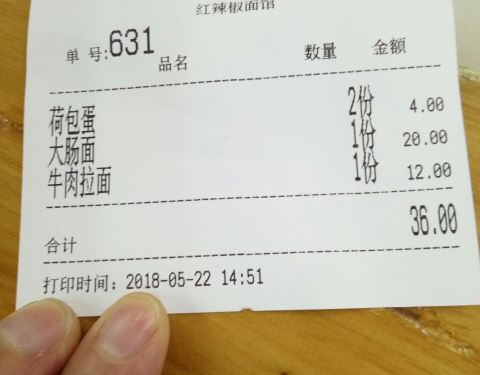 红辣椒面馆
单 号:631
品名 数量 金额
荷包蛋 2份 4.00
大肠面 1份 20.00
牛肉拉面 1份 12.00
36.00
合计
打印时间：2018-05-22 14:51